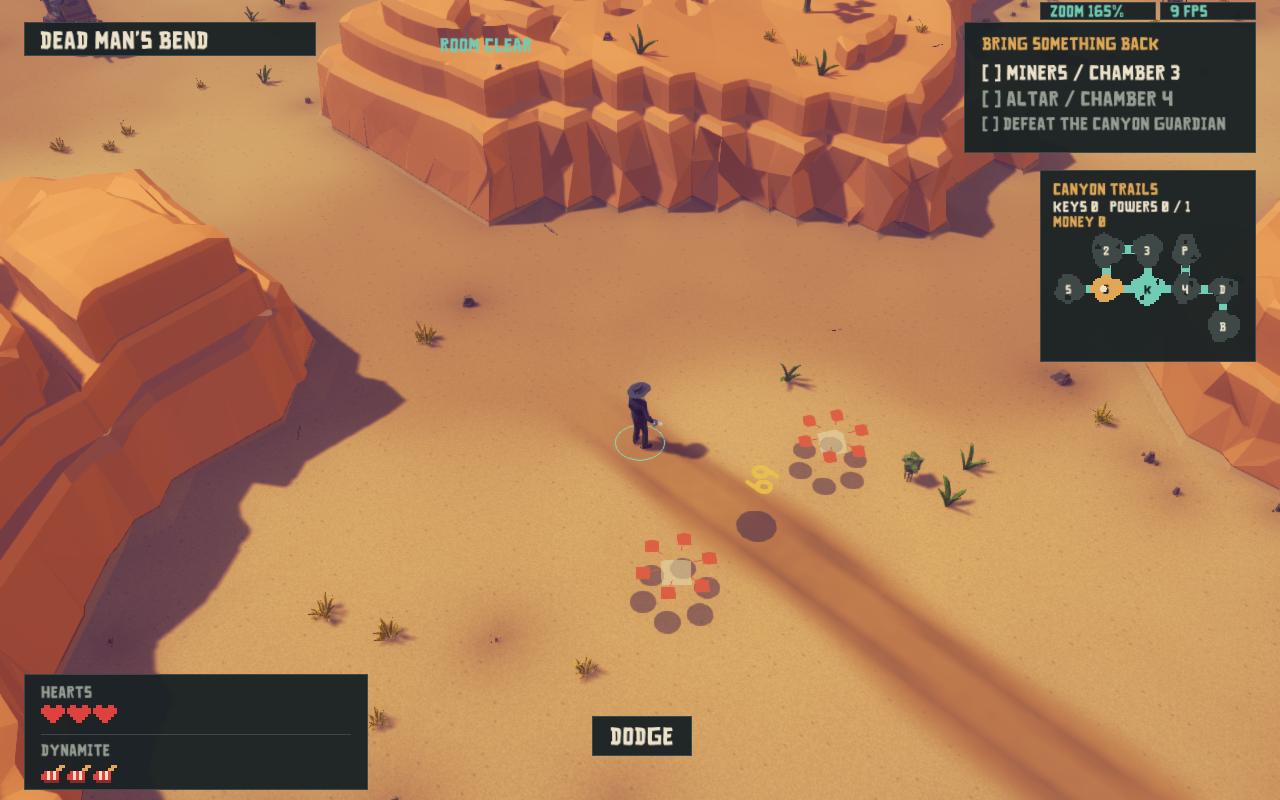 ZOOM 165%
9 FPS
DEAD MAN'S BEND
ROOM CLEAR
BRING SOMETHING BACK
[ ] MINERS / CHAMBER 3
[ ] ALTAR / CHAMBER 4
[ ] DEFEAT THE CANYON GUARDIAN
CANYON TRAILS
KEYS 0 POWERS 0 / 1
MONEY 0
2 3 P
S K 4 D
B
69
HEARTS
DYNAMITE
DODGE